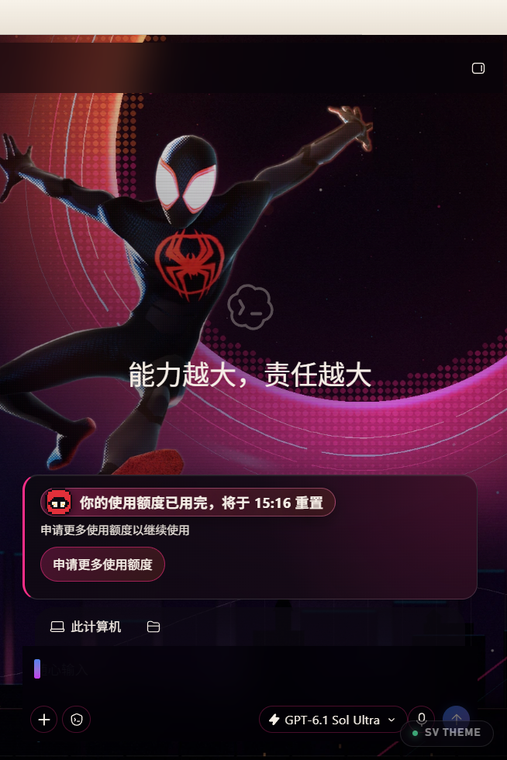 能力越大，责任越大
你的使用额度已用完，将于 15:16 重置
申请更多使用额度以继续使用
申请更多使用额度
此计算机
GPT-6.1 Sol Ultra
SV THEME